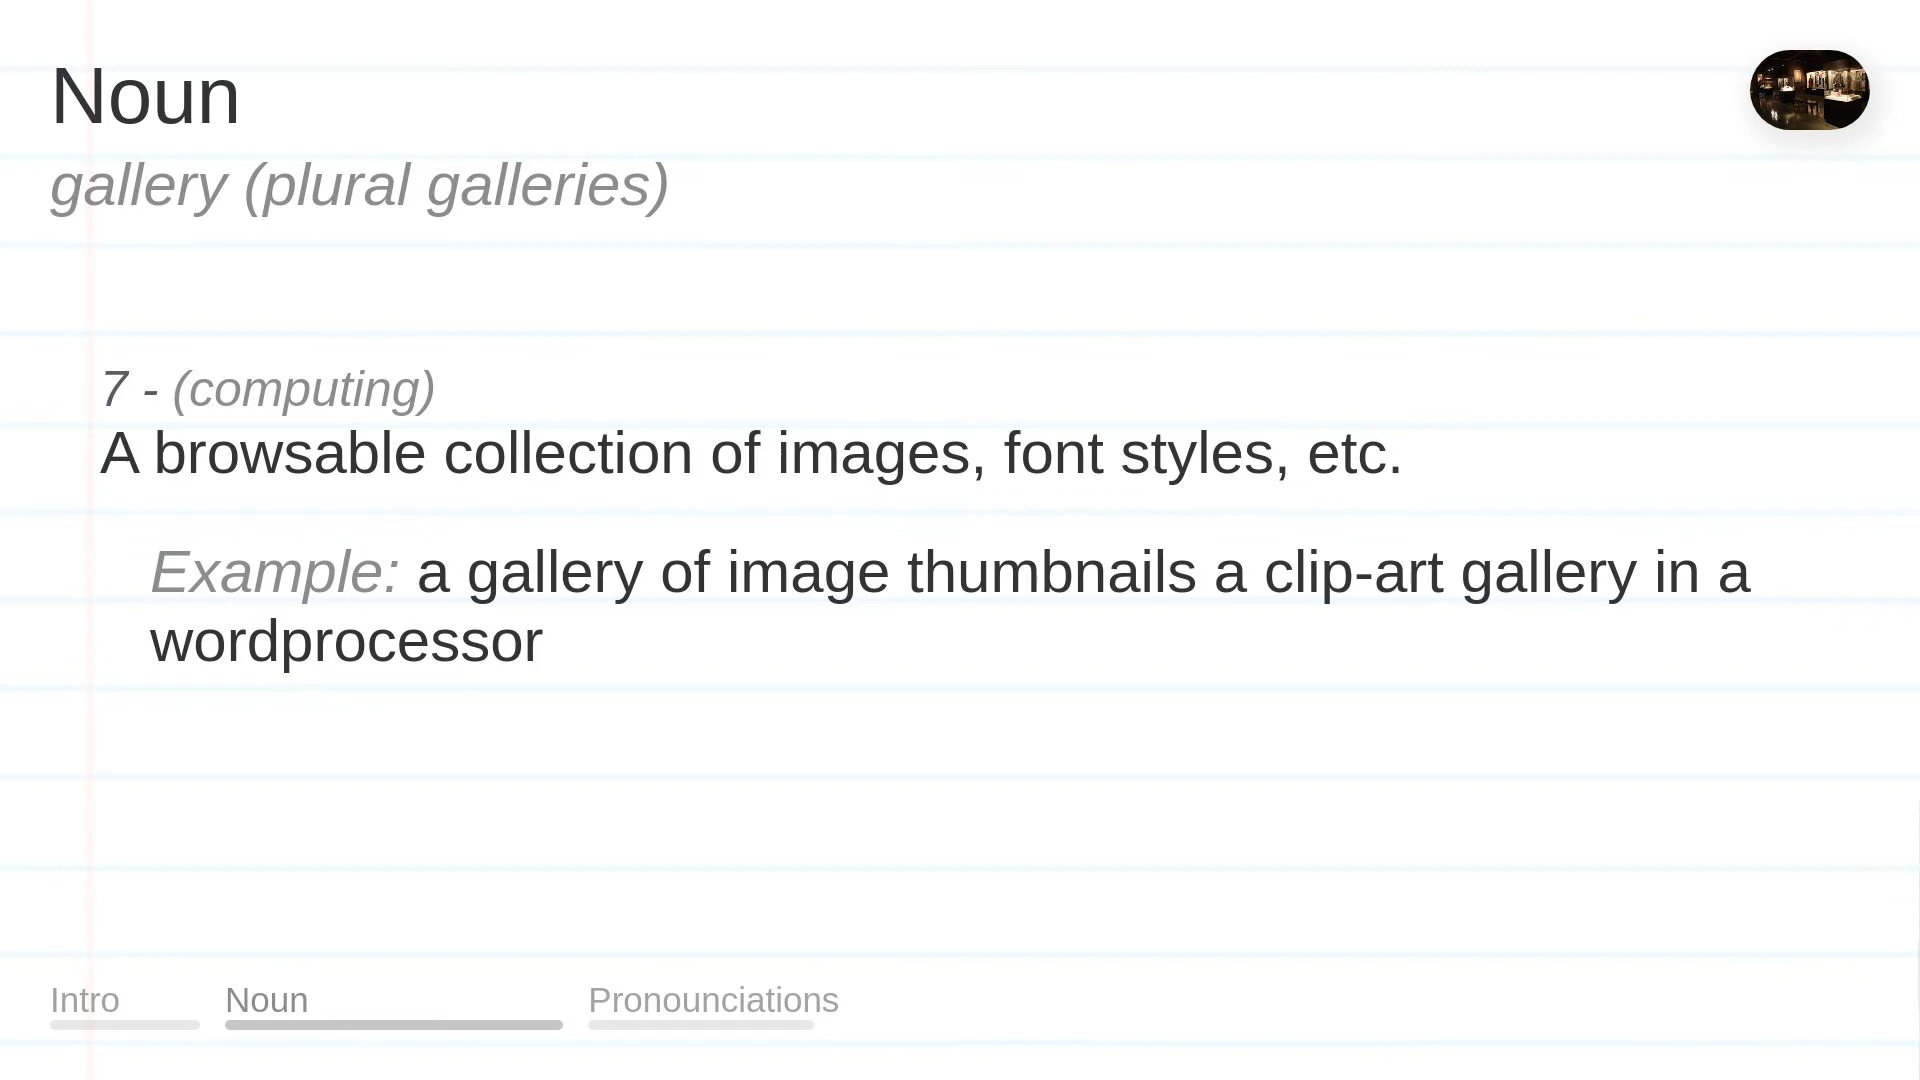 Noun
gallery (plural galleries)
7 - (computing)
A browsable collection of images, font styles, etc.
Example: a gallery of image thumbnails a clip-art gallery in a
wordprocessor
Intro
Noun
Pronounciations